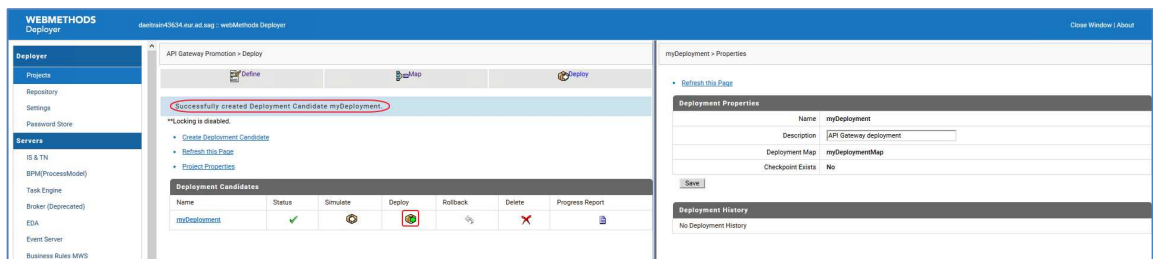 WEBMETHODS
Deployer
daeitrain43634.eur.ad.sag :: webMethods Deployer
Close Window | About
Deployer
Projects
Repository
Settings
Password Store
Servers
IS & TN
BPM(ProcessModel)
Task Engine
Broker (Deprecated)
EDA
Event Server
Business Rules MWS
API Gateway Promotion > Deploy
Define Map Deploy
Successfully created Deployment Candidate myDeployment.
**Locking is disabled.
Create Deployment Candidate
Refresh this Page
Project Properties
Deployment Candidates
Name Status Simulate Deploy Rollback Delete Progress Report
myDeployment
myDeployment > Properties
Refresh this Page
Deployment Properties
Name myDeployment
Description API Gateway deployment
Deployment Map myDeploymentMap
Checkpoint Exists No
Save
Deployment History
No Deployment History